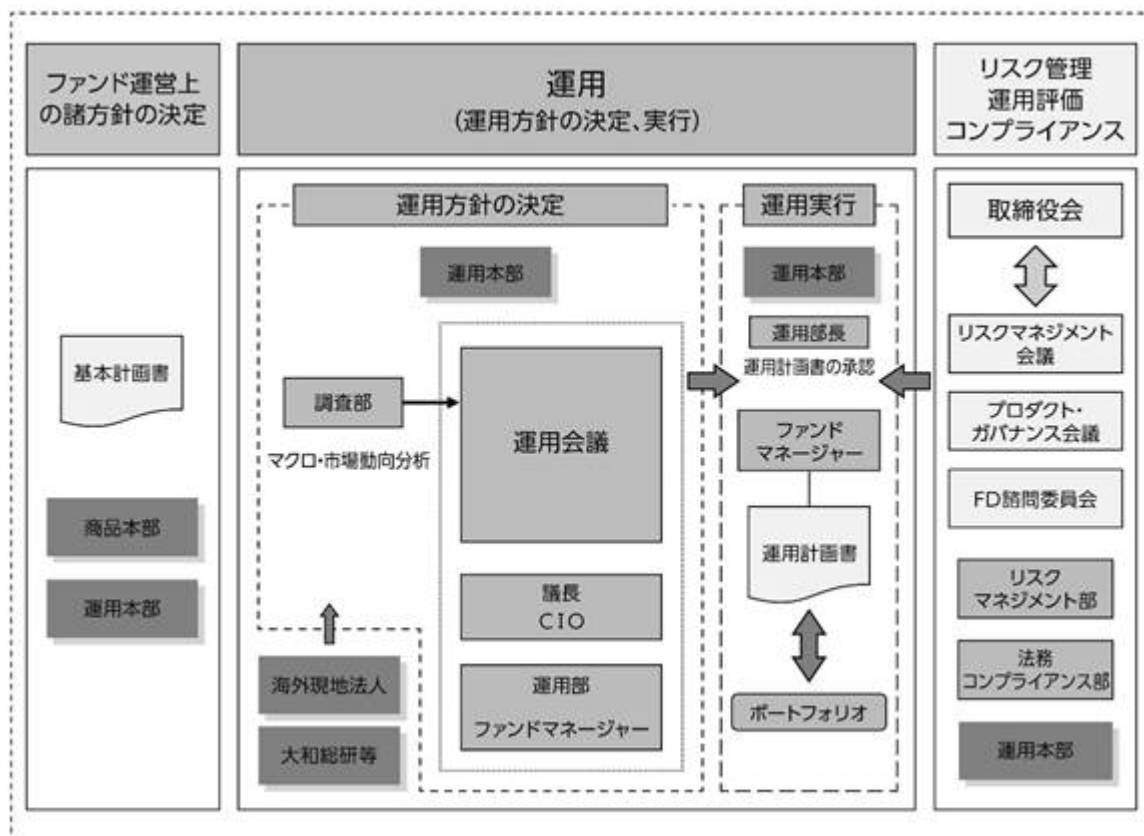 ファンド運営上
の諸方針の決定
運用
(運用方針の決定、実行)
リスク管理
運用評価
コンプライアンス
基本計画書
商品本部
運用本部
運用方針の決定
運用本部
調査部
マクロ・市場動向分析
運用会議
議長
CIO
運用部
ファンドマネージャー
海外現地法人
大和総研等
運用実行
運用本部
運用部長
運用計画書の承認
ファンド
マネージャー
運用計画書
ポートフォリオ
取締役会
リスクマネジメント
会議
プロダクト・
ガバナンス会議
FD諮問委員会
リスク
マネジメント部
法務
コンプライアンス部
運用本部